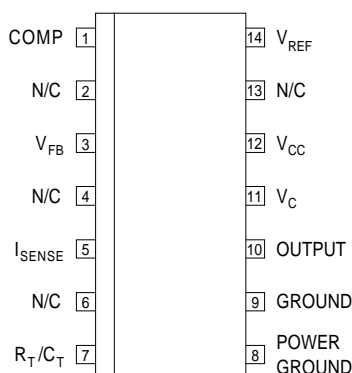 COMP 1 14 V_REF
N/C 2 13 N/C
V_FB 3 12 V_CC
N/C 4 11 V_C
I_SENSE 5 10 OUTPUT
N/C 6 9 GROUND
R_T/C_T 7 8 POWER
GROUND